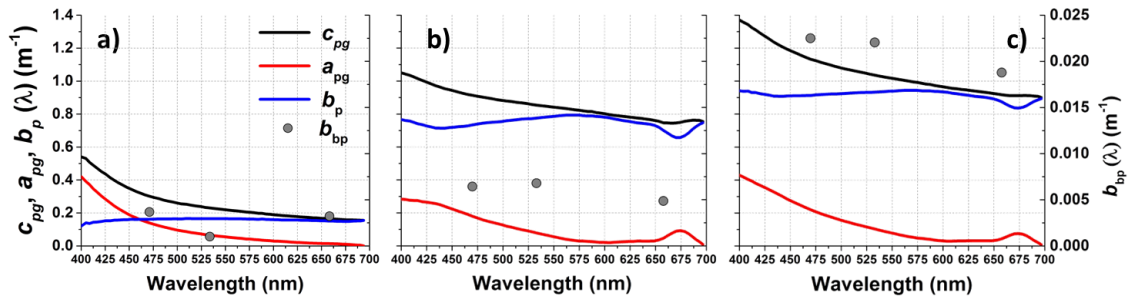 a)
b)
c)
c_pg
a_pg
b_p
b_bp
c_pg, a_pg, b_p (λ) (m⁻¹)
1.4
1.2
1.0
0.8
0.6
0.4
0.2
0.0
400 425 450 475 500 525 550 575 600 625 650 675 700
400 425 450 475 500 525 550 575 600 625 650 675 700
400 425 450 475 500 525 550 575 600 625 650 675 700
Wavelength (nm)
Wavelength (nm)
Wavelength (nm)
0.025
0.020
0.015
0.010
0.005
0.000
b_bp (λ) (m⁻¹)